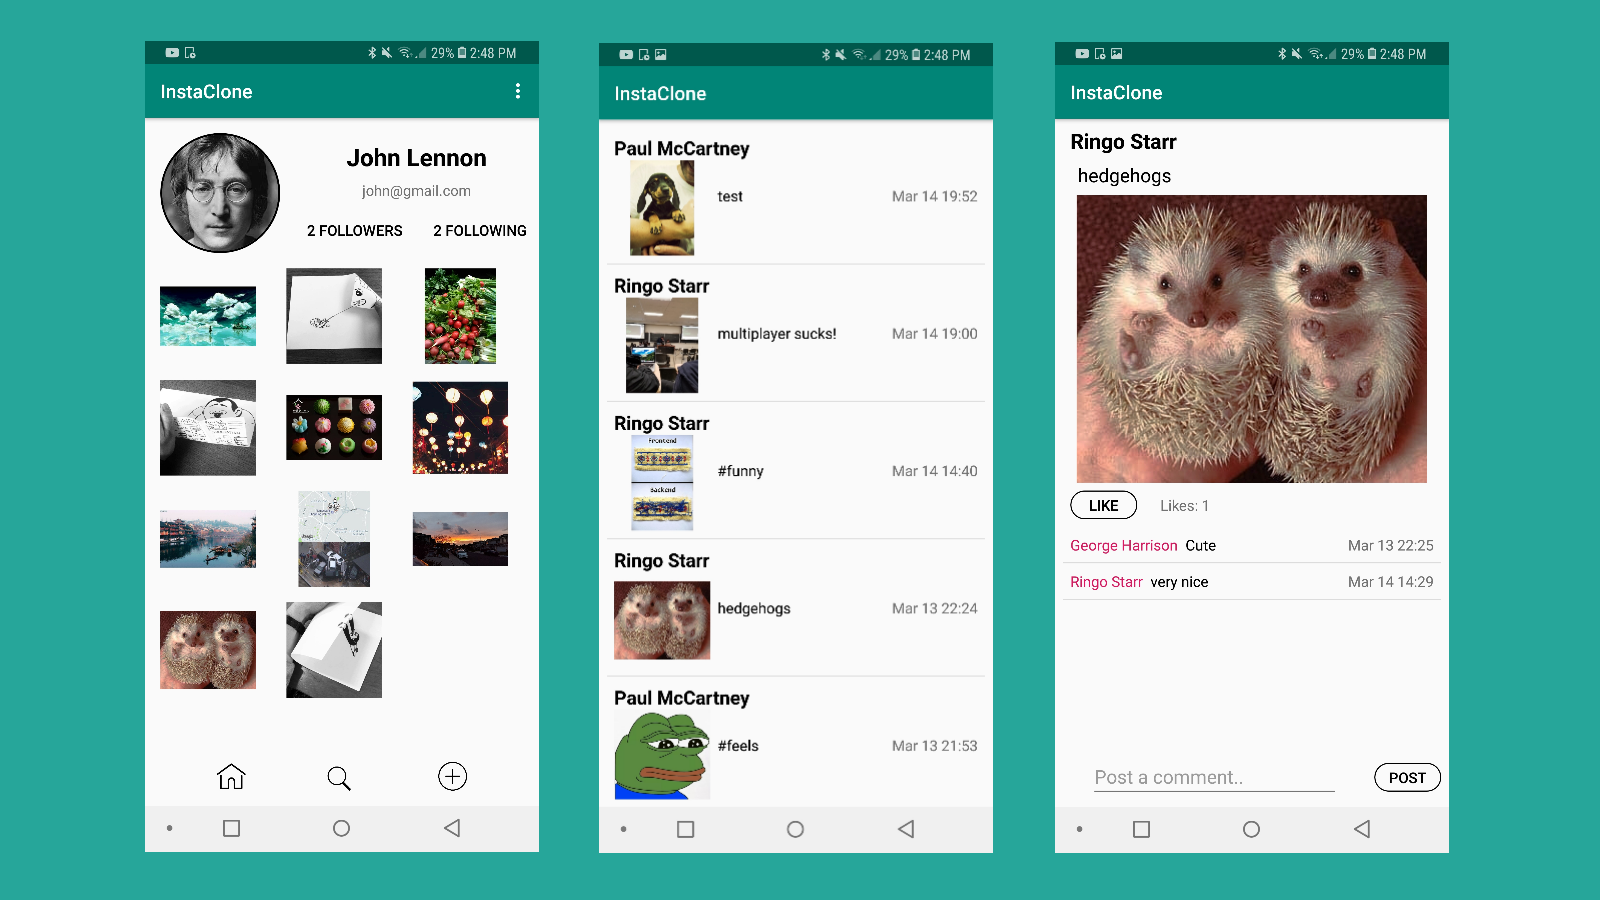 29% 2:48 PM
InstaClone
John Lennon
john@gmail.com
2 FOLLOWERS 2 FOLLOWING
29% 2:48 PM
InstaClone
Paul McCartney
test Mar 14 19:52
Ringo Starr
multiplayer sucks! Mar 14 19:00
Ringo Starr
Frontend
#funny Mar 14 14:40
Backend
Ringo Starr
hedgehogs Mar 13 22:24
Paul McCartney
#feels Mar 13 21:53
29% 2:48 PM
InstaClone
Ringo Starr
hedgehogs
LIKE Likes: 1
George Harrison Cute Mar 13 22:25
Ringo Starr very nice Mar 14 14:29
Post a comment.. POST